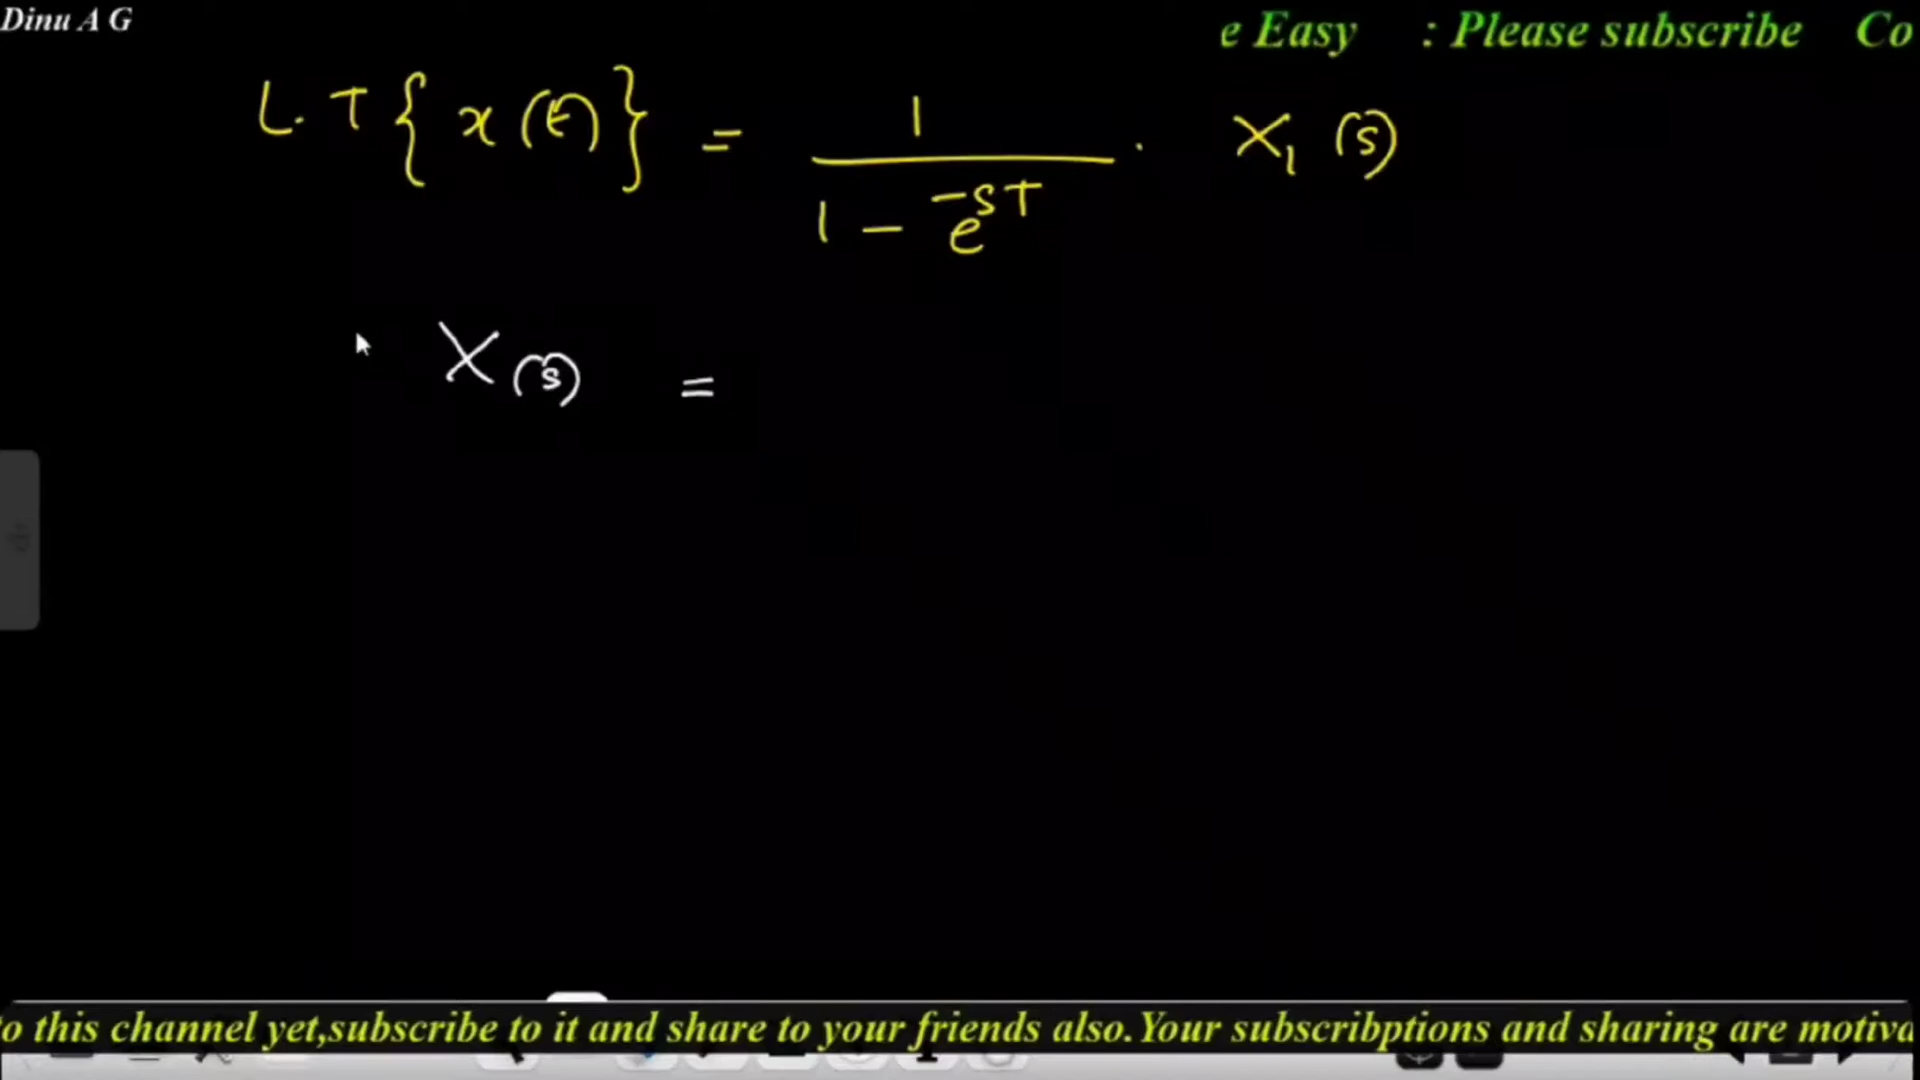 Dinu A G
e Easy : Please subscribe Co
L.T{x(t)} = 1 / (1 - e^{-sT}) . X₁(s)
X(s) =
o this channel yet,subscribe to it and share to your friends also.Your subscribptions and sharing are motiva